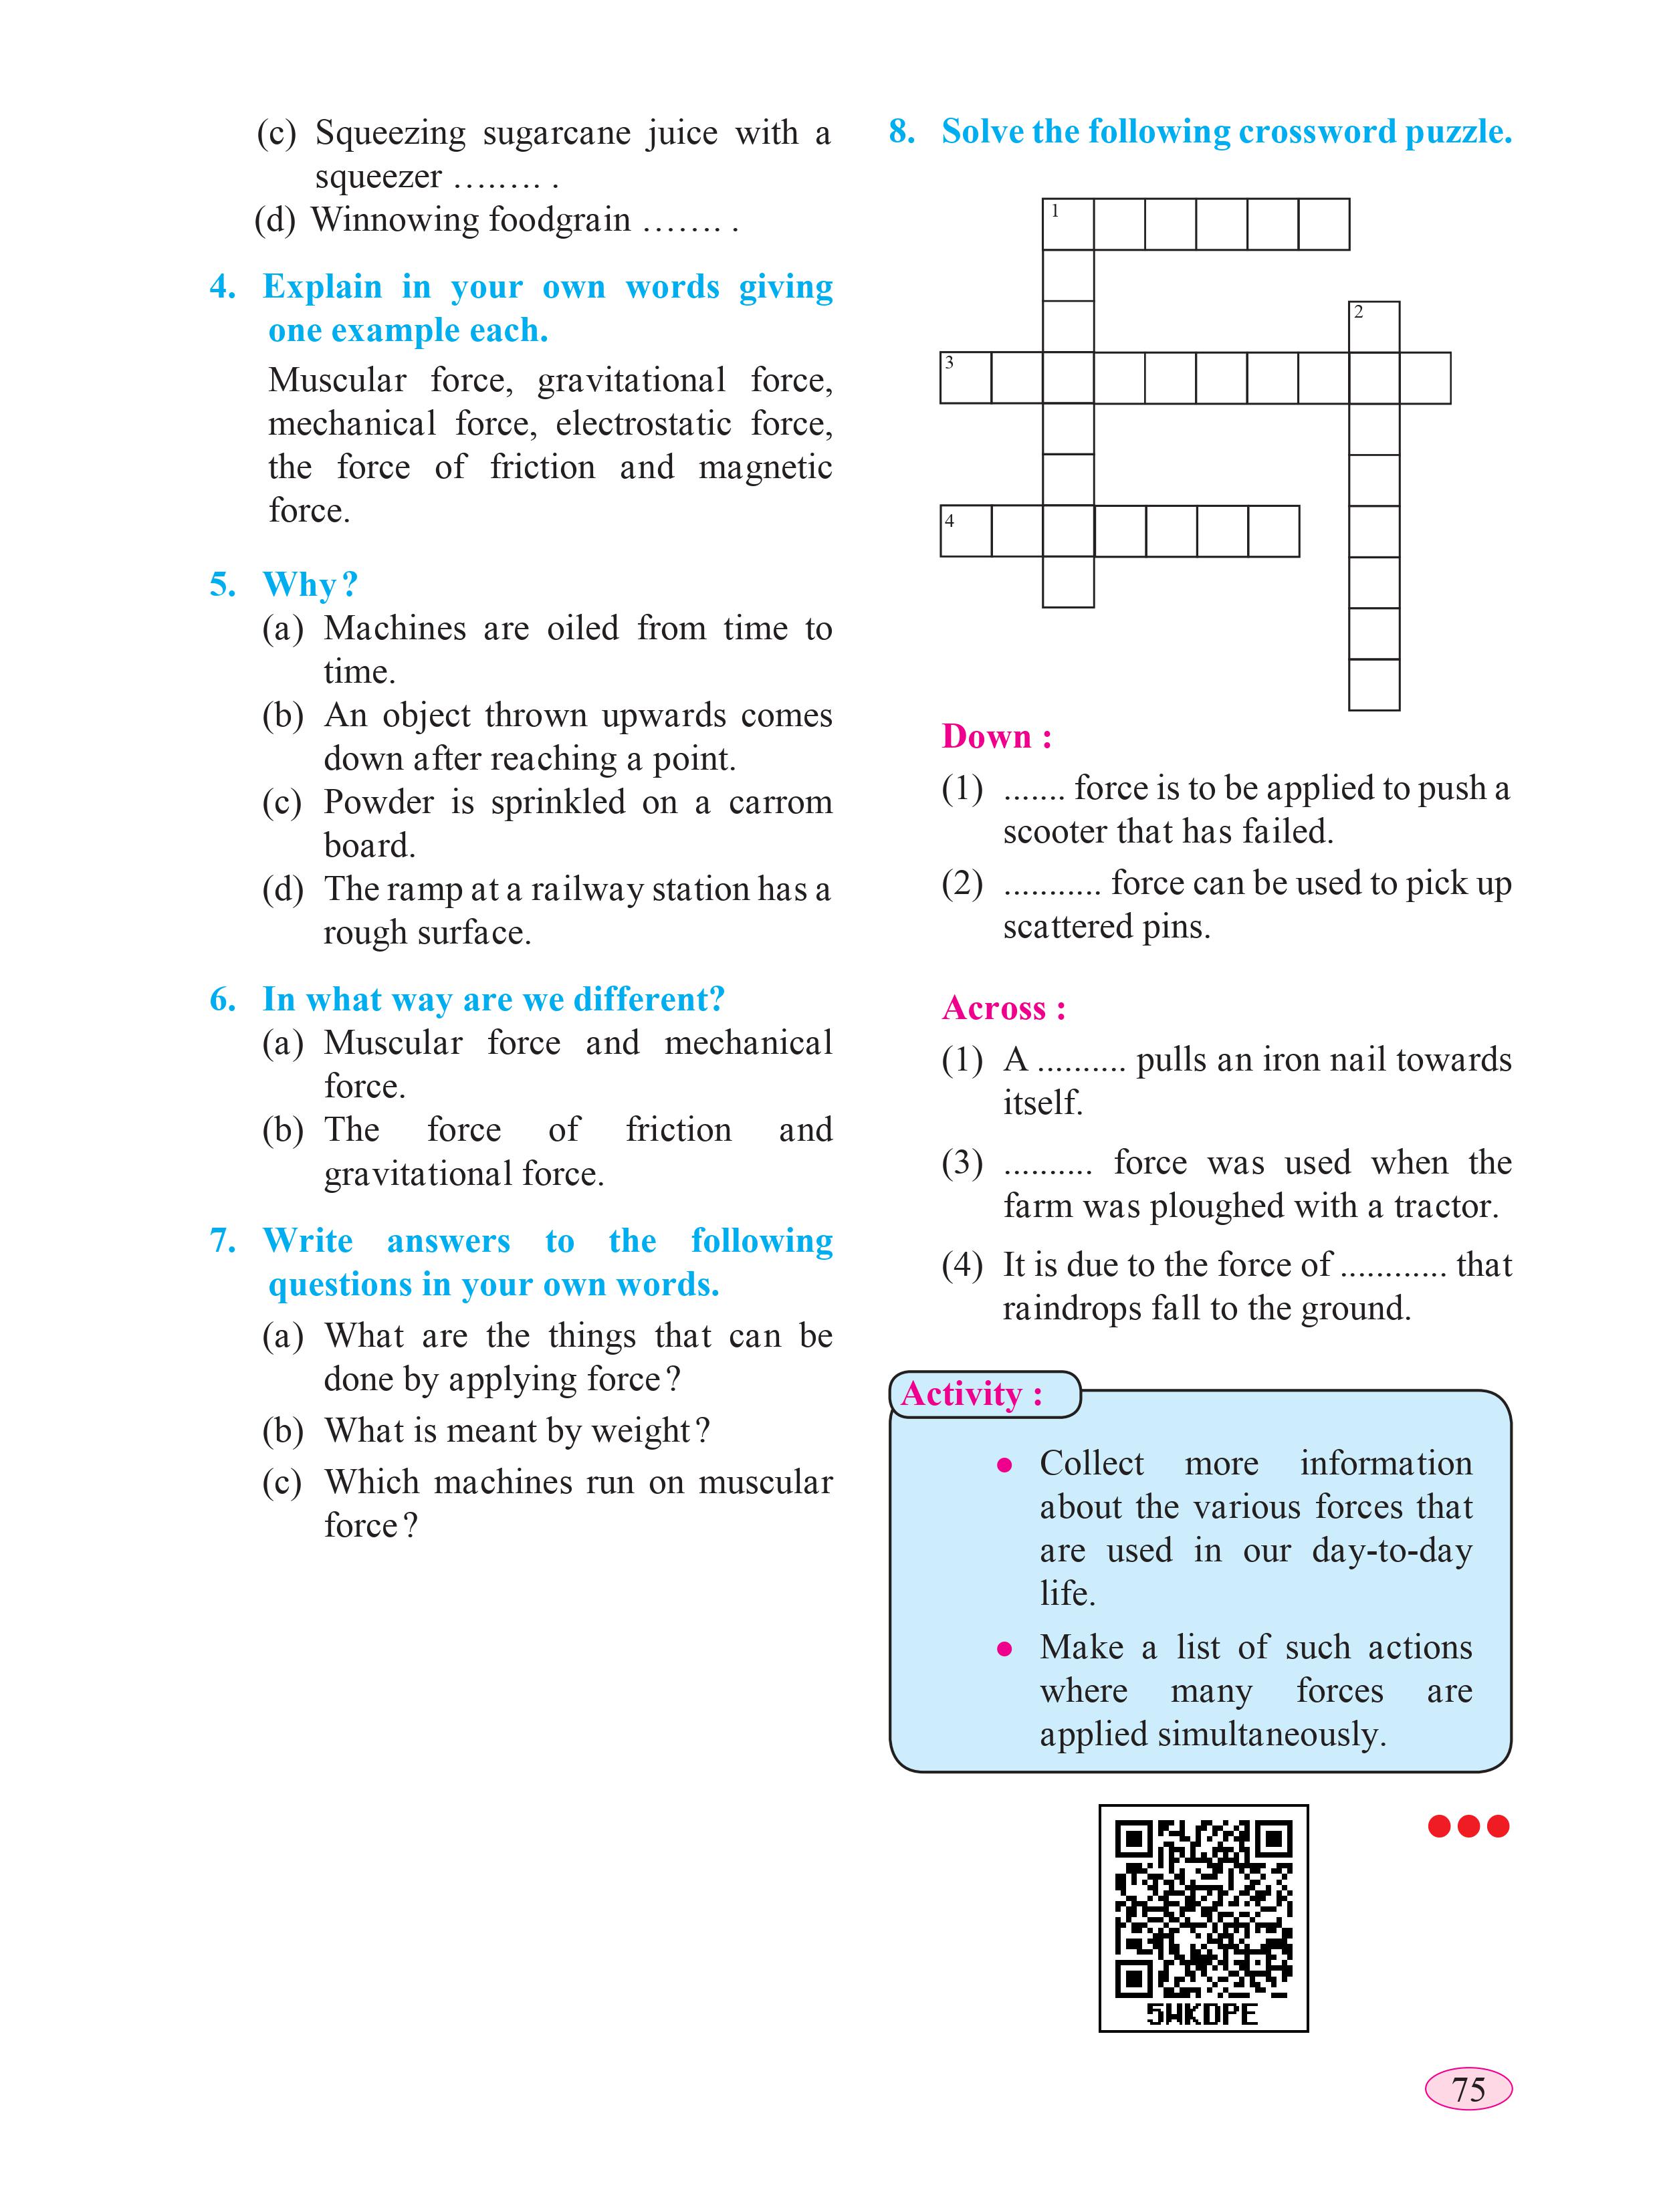 (c) Squeezing sugarcane juice with a
squeezer ........ .
(d) Winnowing foodgrain ....... .
4. Explain in your own words giving
one example each.
Muscular force, gravitational force,
mechanical force, electrostatic force,
the force of friction and magnetic
force.
5. Why?
(a) Machines are oiled from time to
time.
(b) An object thrown upwards comes
down after reaching a point.
(c) Powder is sprinkled on a carrom
board.
(d) The ramp at a railway station has a
rough surface.
6. In what way are we different?
(a) Muscular force and mechanical
force.
(b) The force of friction and
gravitational force.
7. Write answers to the following
questions in your own words.
(a) What are the things that can be
done by applying force?
(b) What is meant by weight?
(c) Which machines run on muscular
force?
8. Solve the following crossword puzzle.
1
2
3
4
Down :
(1) ....... force is to be applied to push a
scooter that has failed.
(2) ........... force can be used to pick up
scattered pins.
Across :
(1) A .......... pulls an iron nail towards
itself.
(3) .......... force was used when the
farm was ploughed with a tractor.
(4) It is due to the force of ............ that
raindrops fall to the ground.
Activity :
• Collect more information
about the various forces that
are used in our day-to-day
life.
• Make a list of such actions
where many forces are
applied simultaneously.
5WKDPE
75